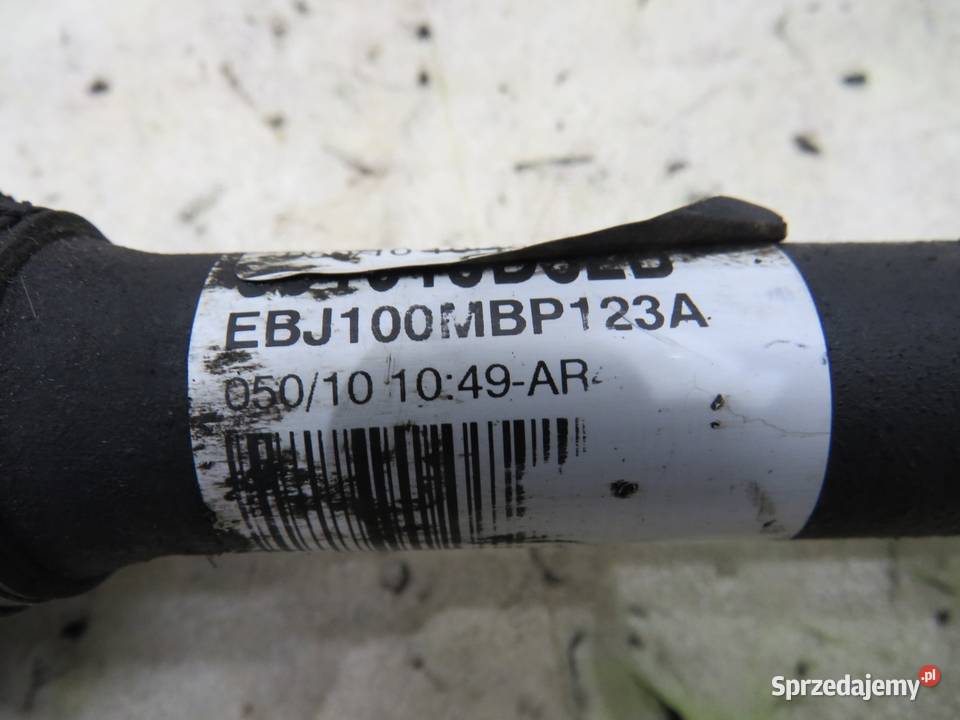 EBJ100MBP123A
050/10 10:49-AR
Sprzedajemy.pl